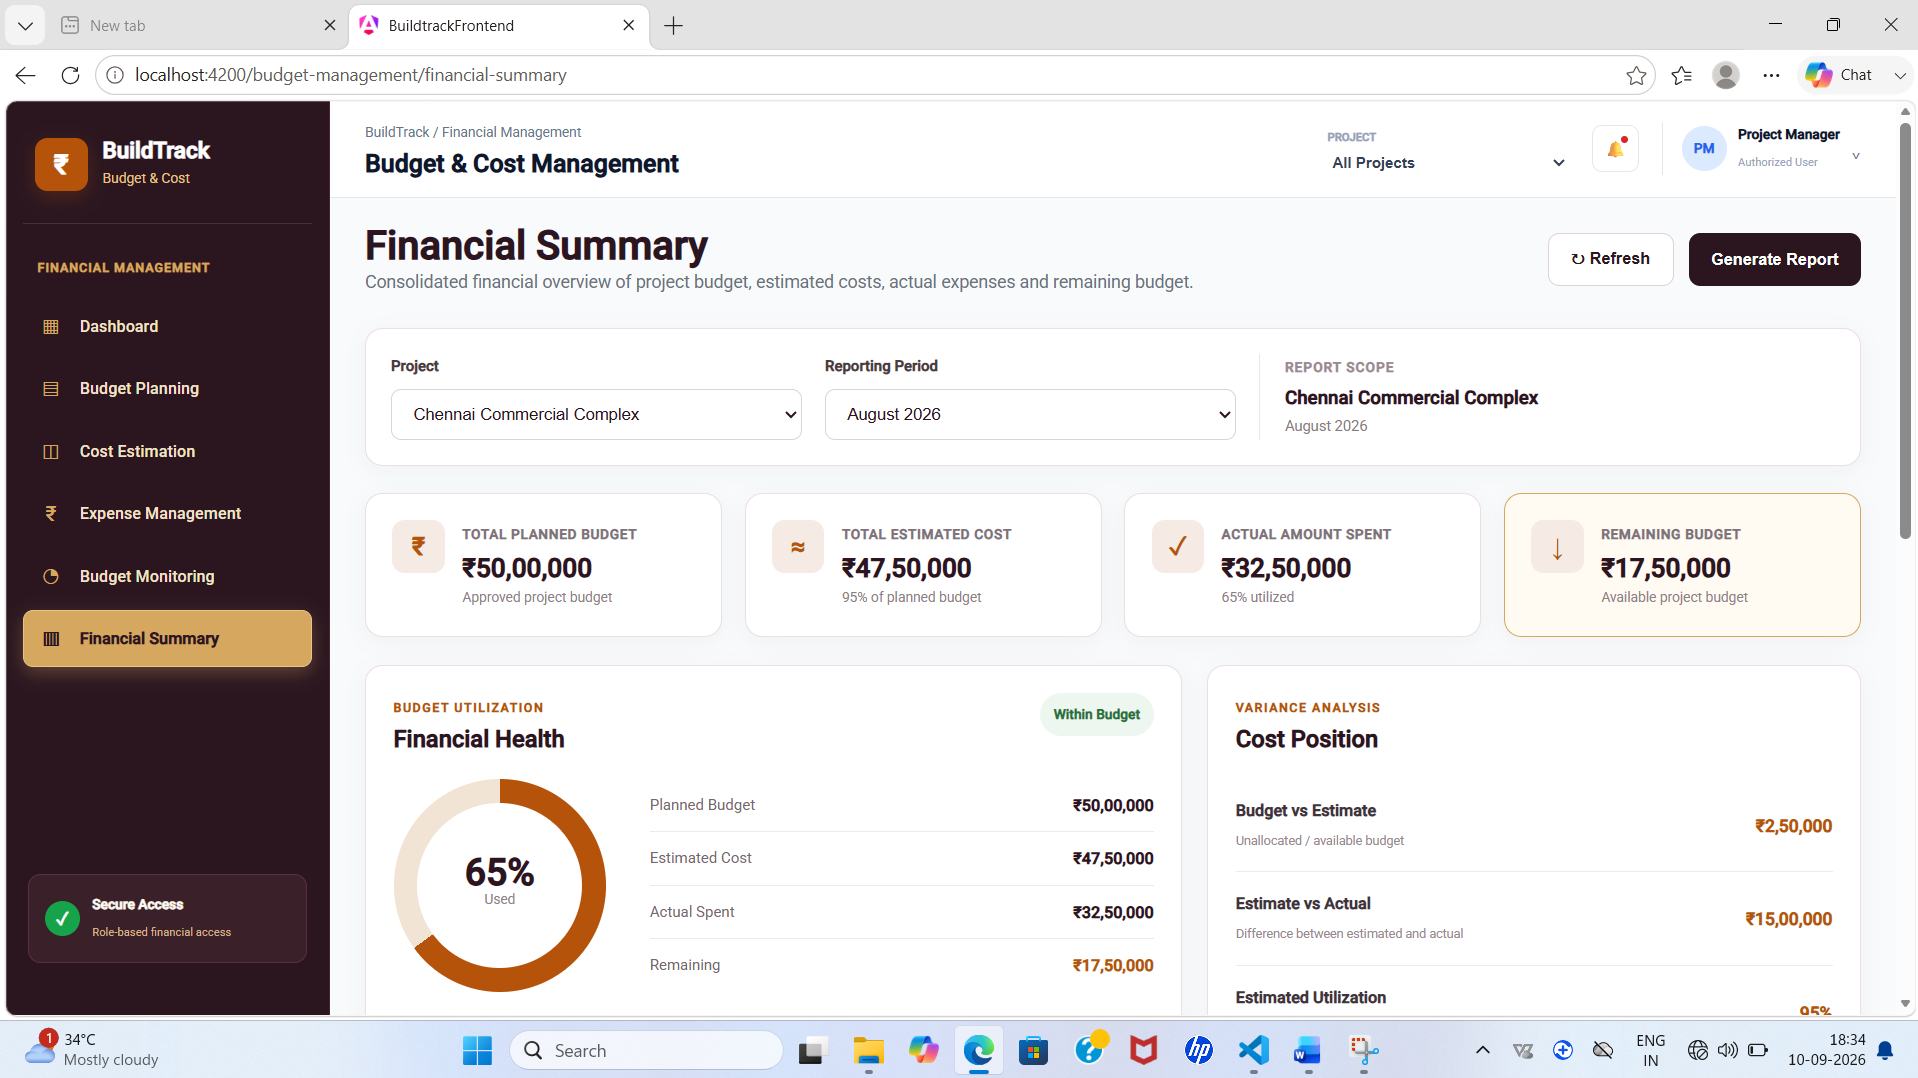 New tab
BuildtrackFrontend
localhost:4200/budget-management/financial-summary
Chat
₹
BuildTrack
Budget & Cost
FINANCIAL MANAGEMENT
Dashboard
Budget Planning
Cost Estimation
₹ Expense Management
Budget Monitoring
Financial Summary
Secure Access
Role-based financial access
BuildTrack / Financial Management
Budget & Cost Management
PROJECT
All Projects
PM
Project Manager
Authorized User
Financial Summary
Consolidated financial overview of project budget, estimated costs, actual expenses and remaining budget.
↻ Refresh
Generate Report
Project
Chennai Commercial Complex
Reporting Period
August 2026
REPORT SCOPE
Chennai Commercial Complex
August 2026
₹
TOTAL PLANNED BUDGET
₹50,00,000
Approved project budget
≈
TOTAL ESTIMATED COST
₹47,50,000
95% of planned budget
✓
ACTUAL AMOUNT SPENT
₹32,50,000
65% utilized
↓
REMAINING BUDGET
₹17,50,000
Available project budget
BUDGET UTILIZATION
Financial Health
Within Budget
65%
Used
Planned Budget ₹50,00,000
Estimated Cost ₹47,50,000
Actual Spent ₹32,50,000
Remaining ₹17,50,000
VARIANCE ANALYSIS
Cost Position
Budget vs Estimate
Unallocated / available budget
₹2,50,000
Estimate vs Actual
Difference between estimated and actual
₹15,00,000
Estimated Utilization
95%
1
34°C
Mostly cloudy
Search
ENG
IN
18:34
10-09-2026